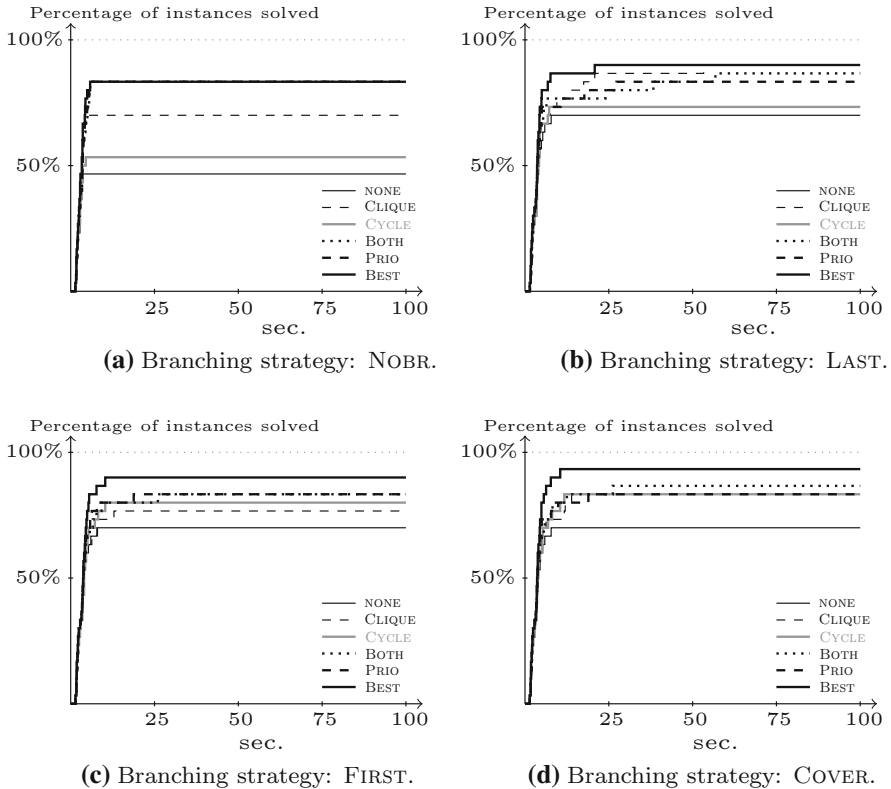 Percentage of instances solved
100%
50%
NONE
CLIQUE
CYCLE
BOTH
PRIO
BEST
25 50 75 100
sec.
(a) Branching strategy: NOBR.
Percentage of instances solved
100%
50%
NONE
CLIQUE
CYCLE
BOTH
PRIO
BEST
25 50 75 100
sec.
(b) Branching strategy: LAST.
Percentage of instances solved
100%
50%
NONE
CLIQUE
CYCLE
BOTH
PRIO
BEST
25 50 75 100
sec.
(c) Branching strategy: FIRST.
Percentage of instances solved
100%
50%
NONE
CLIQUE
CYCLE
BOTH
PRIO
BEST
25 50 75 100
sec.
(d) Branching strategy: COVER.